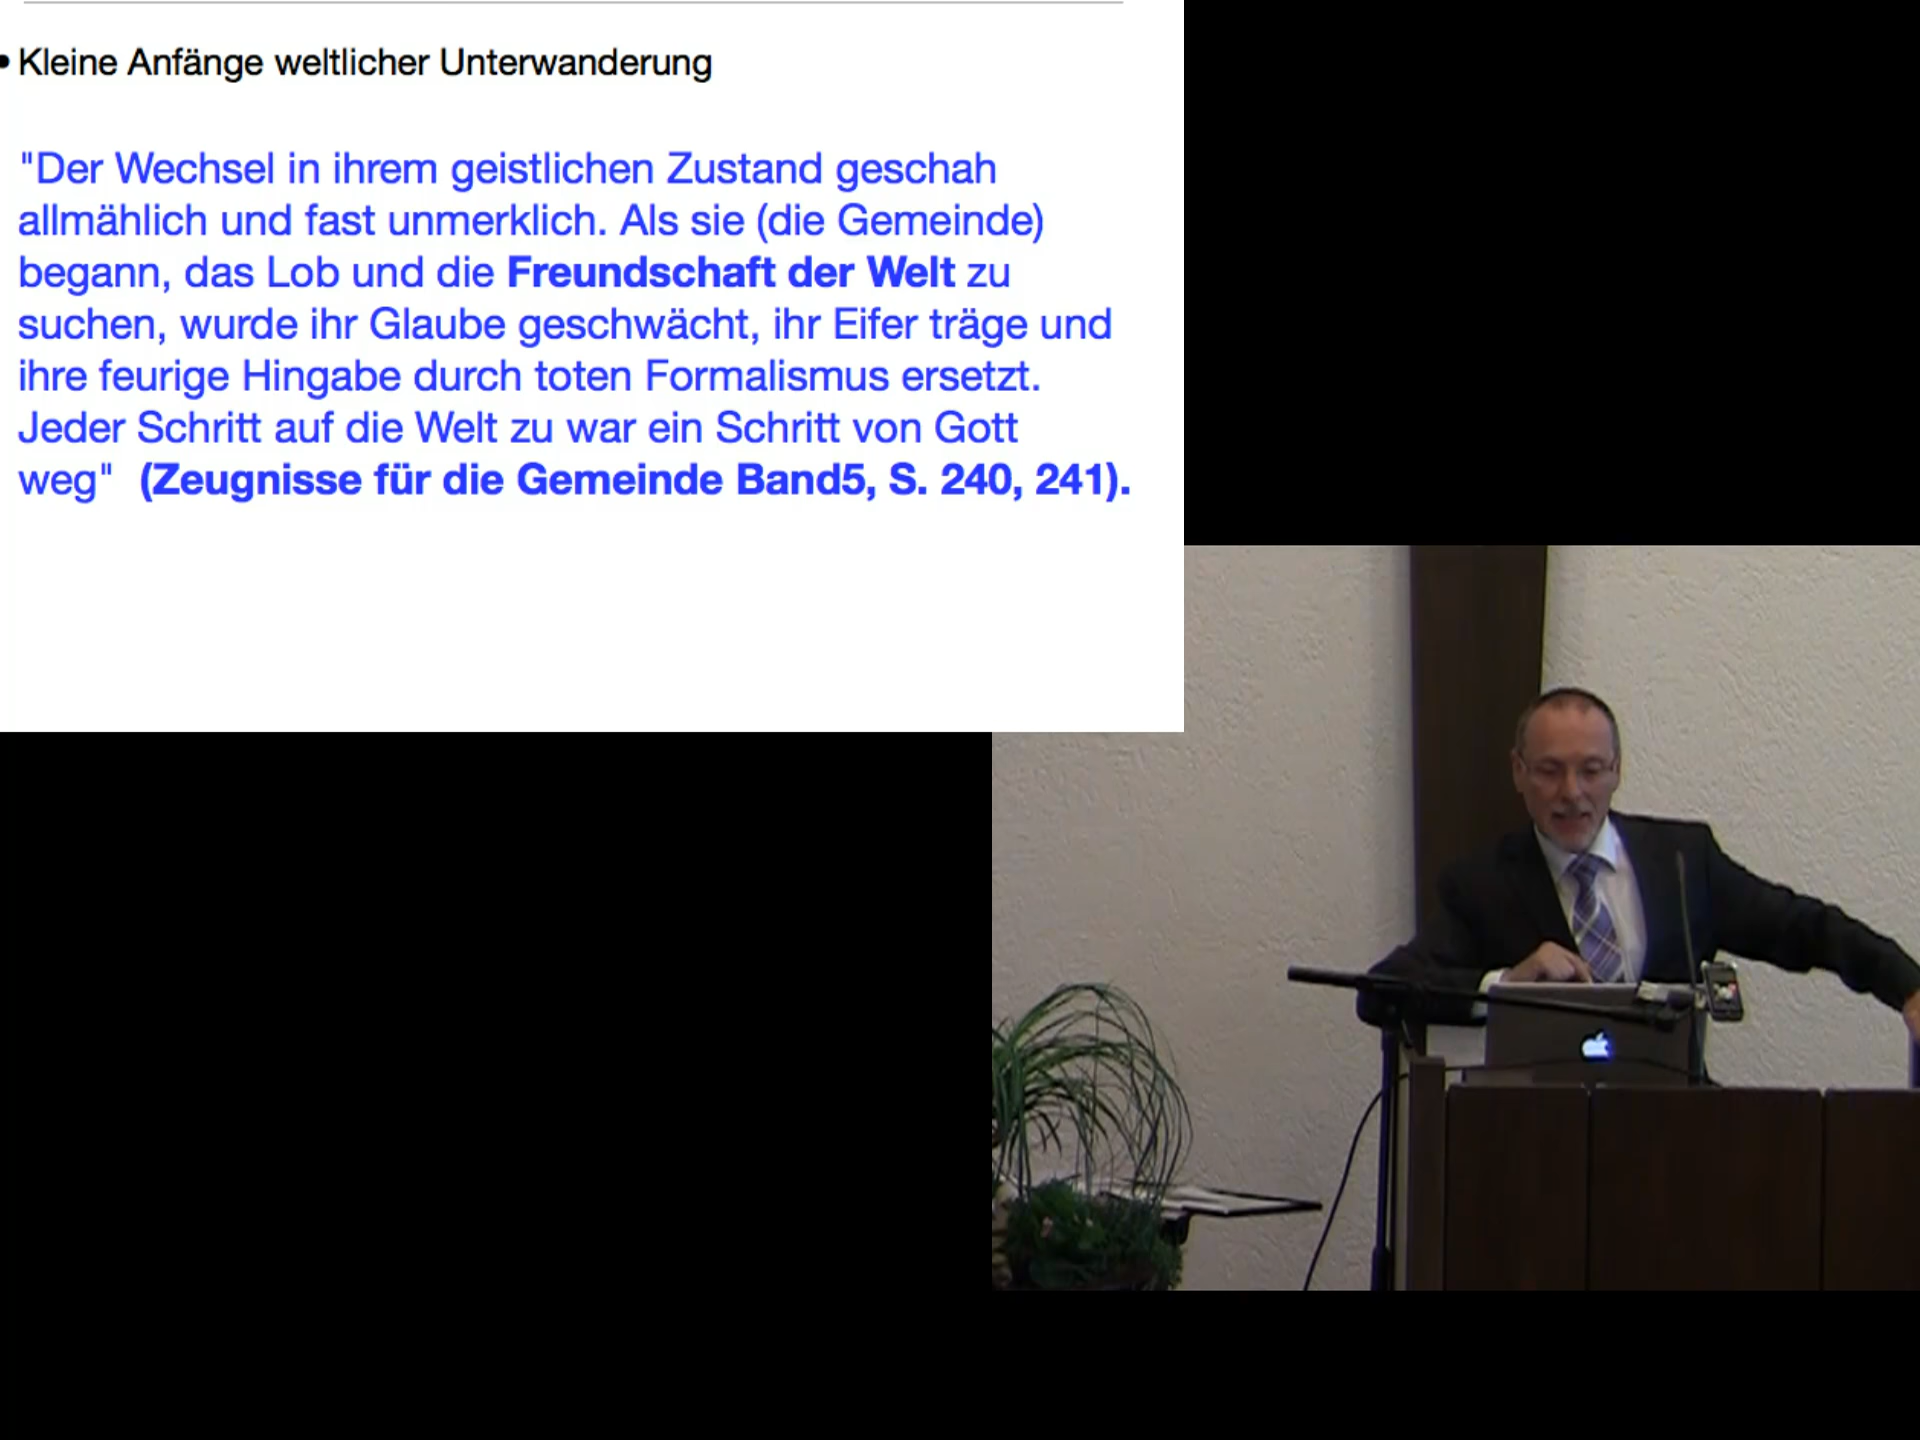 • Kleine Anfänge weltlicher Unterwanderung
"Der Wechsel in ihrem geistlichen Zustand geschah
allmählich und fast unmerklich. Als sie (die Gemeinde)
begann, das Lob und die Freundschaft der Welt zu
suchen, wurde ihr Glaube geschwächt, ihr Eifer träge und
ihre feurige Hingabe durch toten Formalismus ersetzt.
Jeder Schritt auf die Welt zu war ein Schritt von Gott
weg"  (Zeugnisse für die Gemeinde Band5, S. 240, 241).